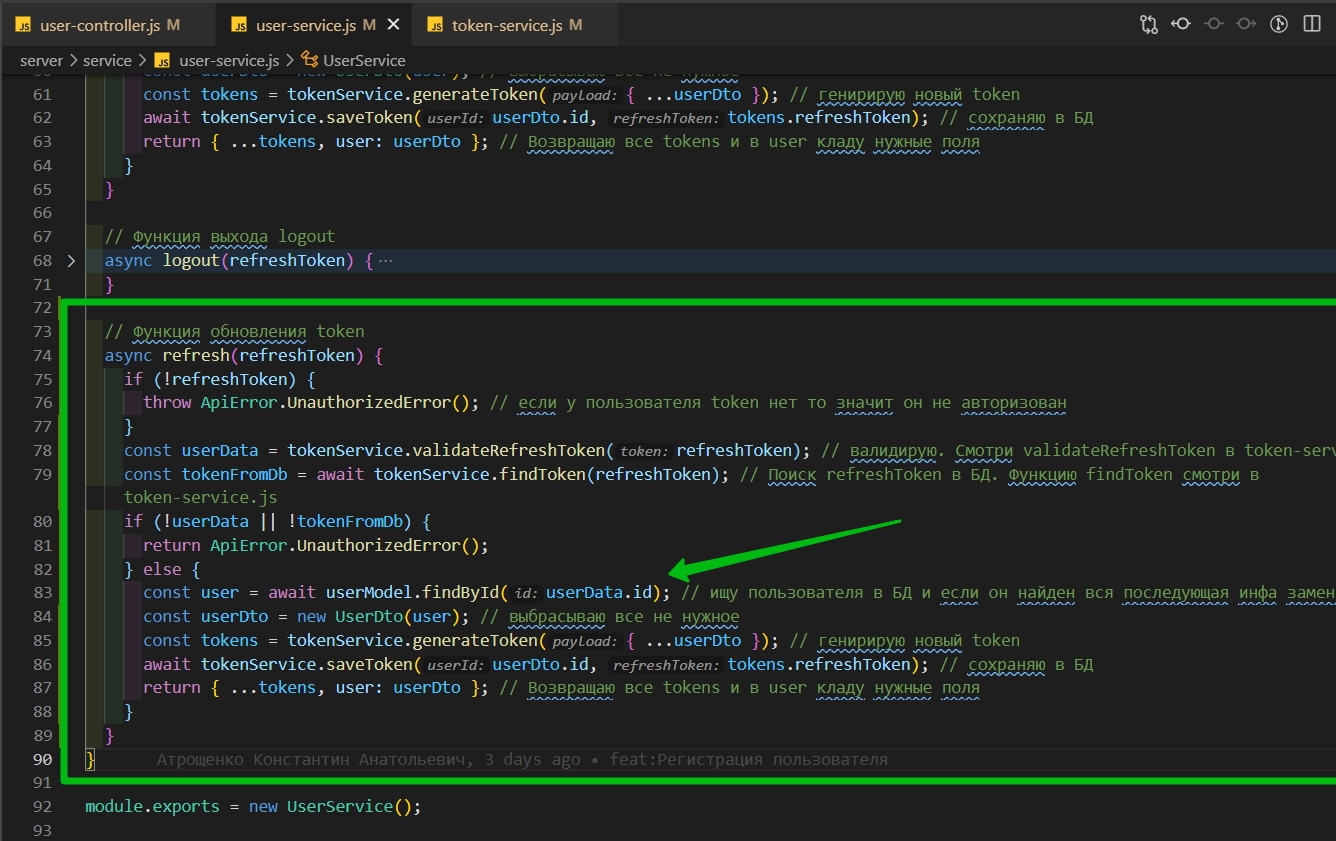 user-controller.js M
user-service.js M
token-service.js M
server > service > user-service.js > UserService
61 const tokens = tokenService.generateToken( payload: { ...userDto }); // генирирую новый token
62 await tokenService.saveToken( userId: userDto.id, refreshToken: tokens.refreshToken); // сохраняю в БД
63 return { ...tokens, user: userDto }; // Возвращаю все tokens и в user кладу нужные поля
64 }
65 }
66
67 // Функция выхода logout
68 async logout(refreshToken) { ...
71 }
72
73 // Функция обновления token
74 async refresh(refreshToken) {
75 if (!refreshToken) {
76 throw ApiError.UnauthorizedError(); // если у пользователя token нет то значит он не авторизован
77 }
78 const userData = tokenService.validateRefreshToken( token: refreshToken); // валидирую. Смотри validateRefreshToken в token-serv
79 const tokenFromDb = await tokenService.findToken(refreshToken); // Поиск refreshToken в БД. Функцию findToken смотри в
token-service.js
80 if (!userData || !tokenFromDb) {
81 return ApiError.UnauthorizedError();
82 } else {
83 const user = await userModel.findById( id: userData.id); // ищу пользователя в БД и если он найден вся последующая инфа замен
84 const userDto = new UserDto(user); // выбрасываю все не нужное
85 const tokens = tokenService.generateToken( payload: { ...userDto }); // генирирую новый token
86 await tokenService.saveToken( userId: userDto.id, refreshToken: tokens.refreshToken); // сохраняю в БД
87 return { ...tokens, user: userDto }; // Возвращаю все tokens и в user кладу нужные поля
88 }
89 }
90 } Атрощенко Константин Анатольевич, 3 days ago • feat:Регистрация пользователя
91
92 module.exports = new UserService();
93